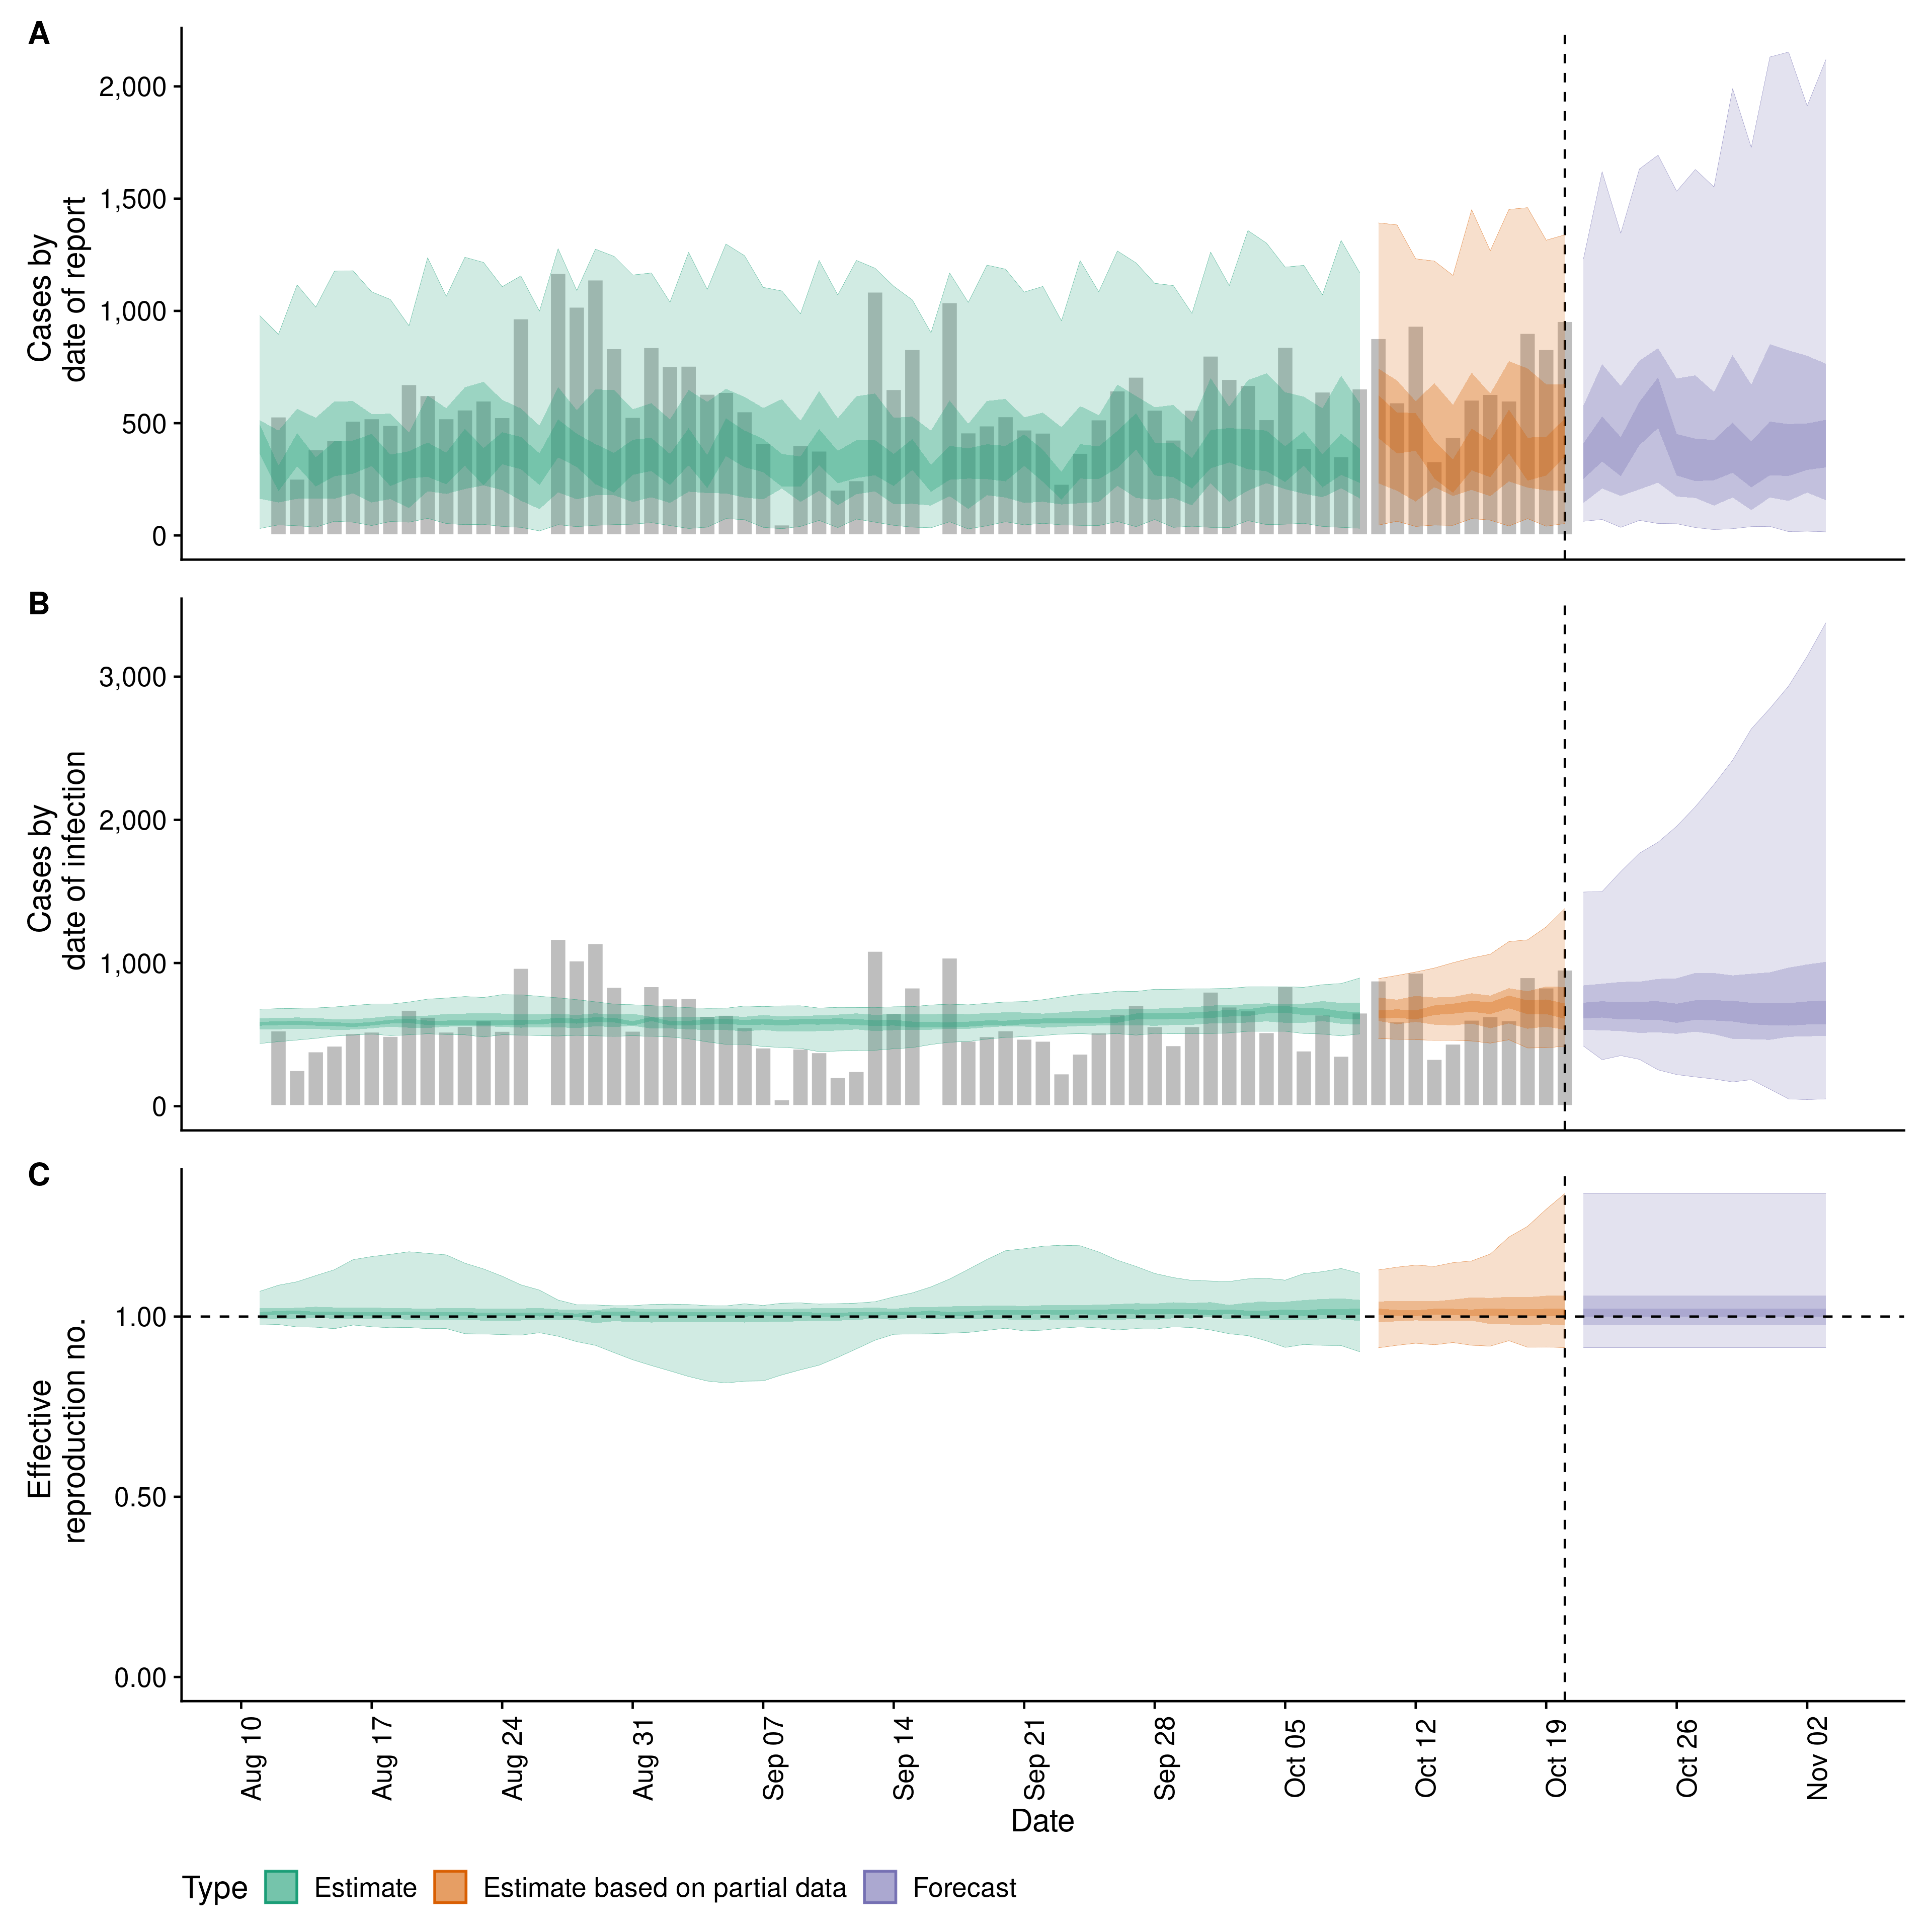 A
Cases by
date of report
2,000
1,500
1,000
500
0
B
Cases by
date of infection
3,000
2,000
1,000
0
C
Effective
reproduction no.
1.00
0.50
0.00
Aug 10
Aug 17
Aug 24
Aug 31
Sep 07
Sep 14
Sep 21
Sep 28
Oct 05
Oct 12
Oct 19
Oct 26
Nov 02
Date
Type Estimate Estimate based on partial data Forecast